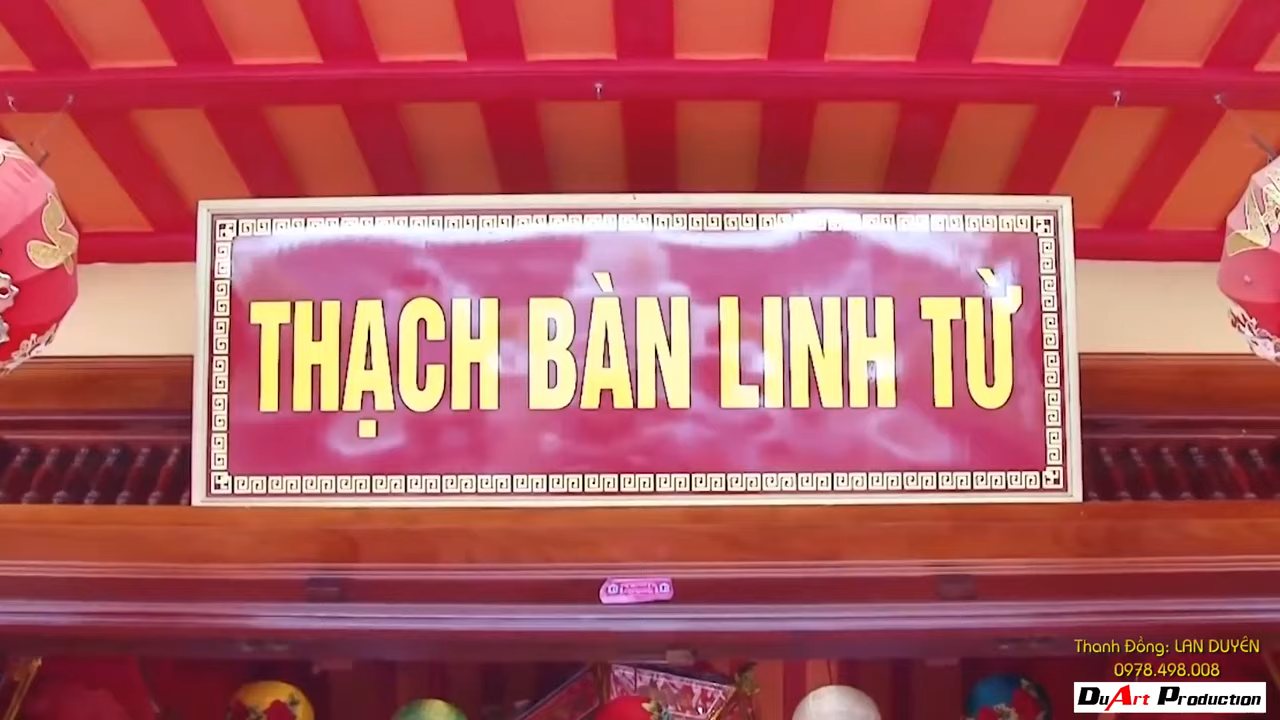 THẠCH BÀN LINH TỪ
Thanh Đồng: LAN DUYÊN
0978.498.008
DuArt Production